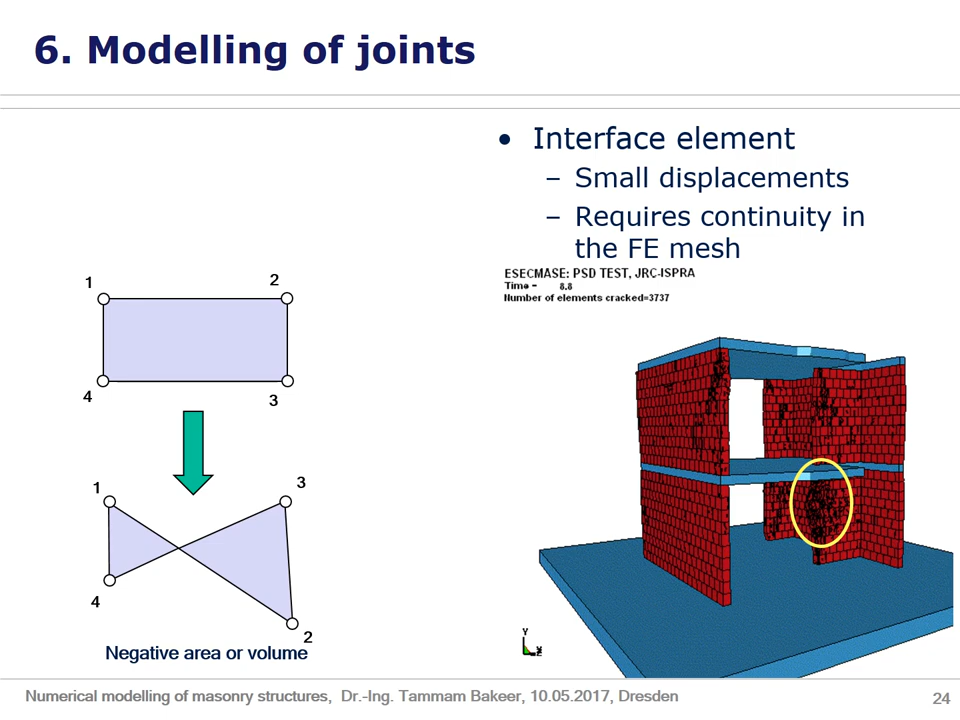 6. Modelling of joints
• Interface element
– Small displacements
– Requires continuity in
the FE mesh
ESECMASE: PSD TEST, JRC-ISPRA
Time = 8.8
Number of elements cracked=3737
1
2
4
3
1
3
4
2
Negative area or volume
Y
Numerical modelling of masonry structures, Dr.-Ing. Tammam Bakeer, 10.05.2017, Dresden
24